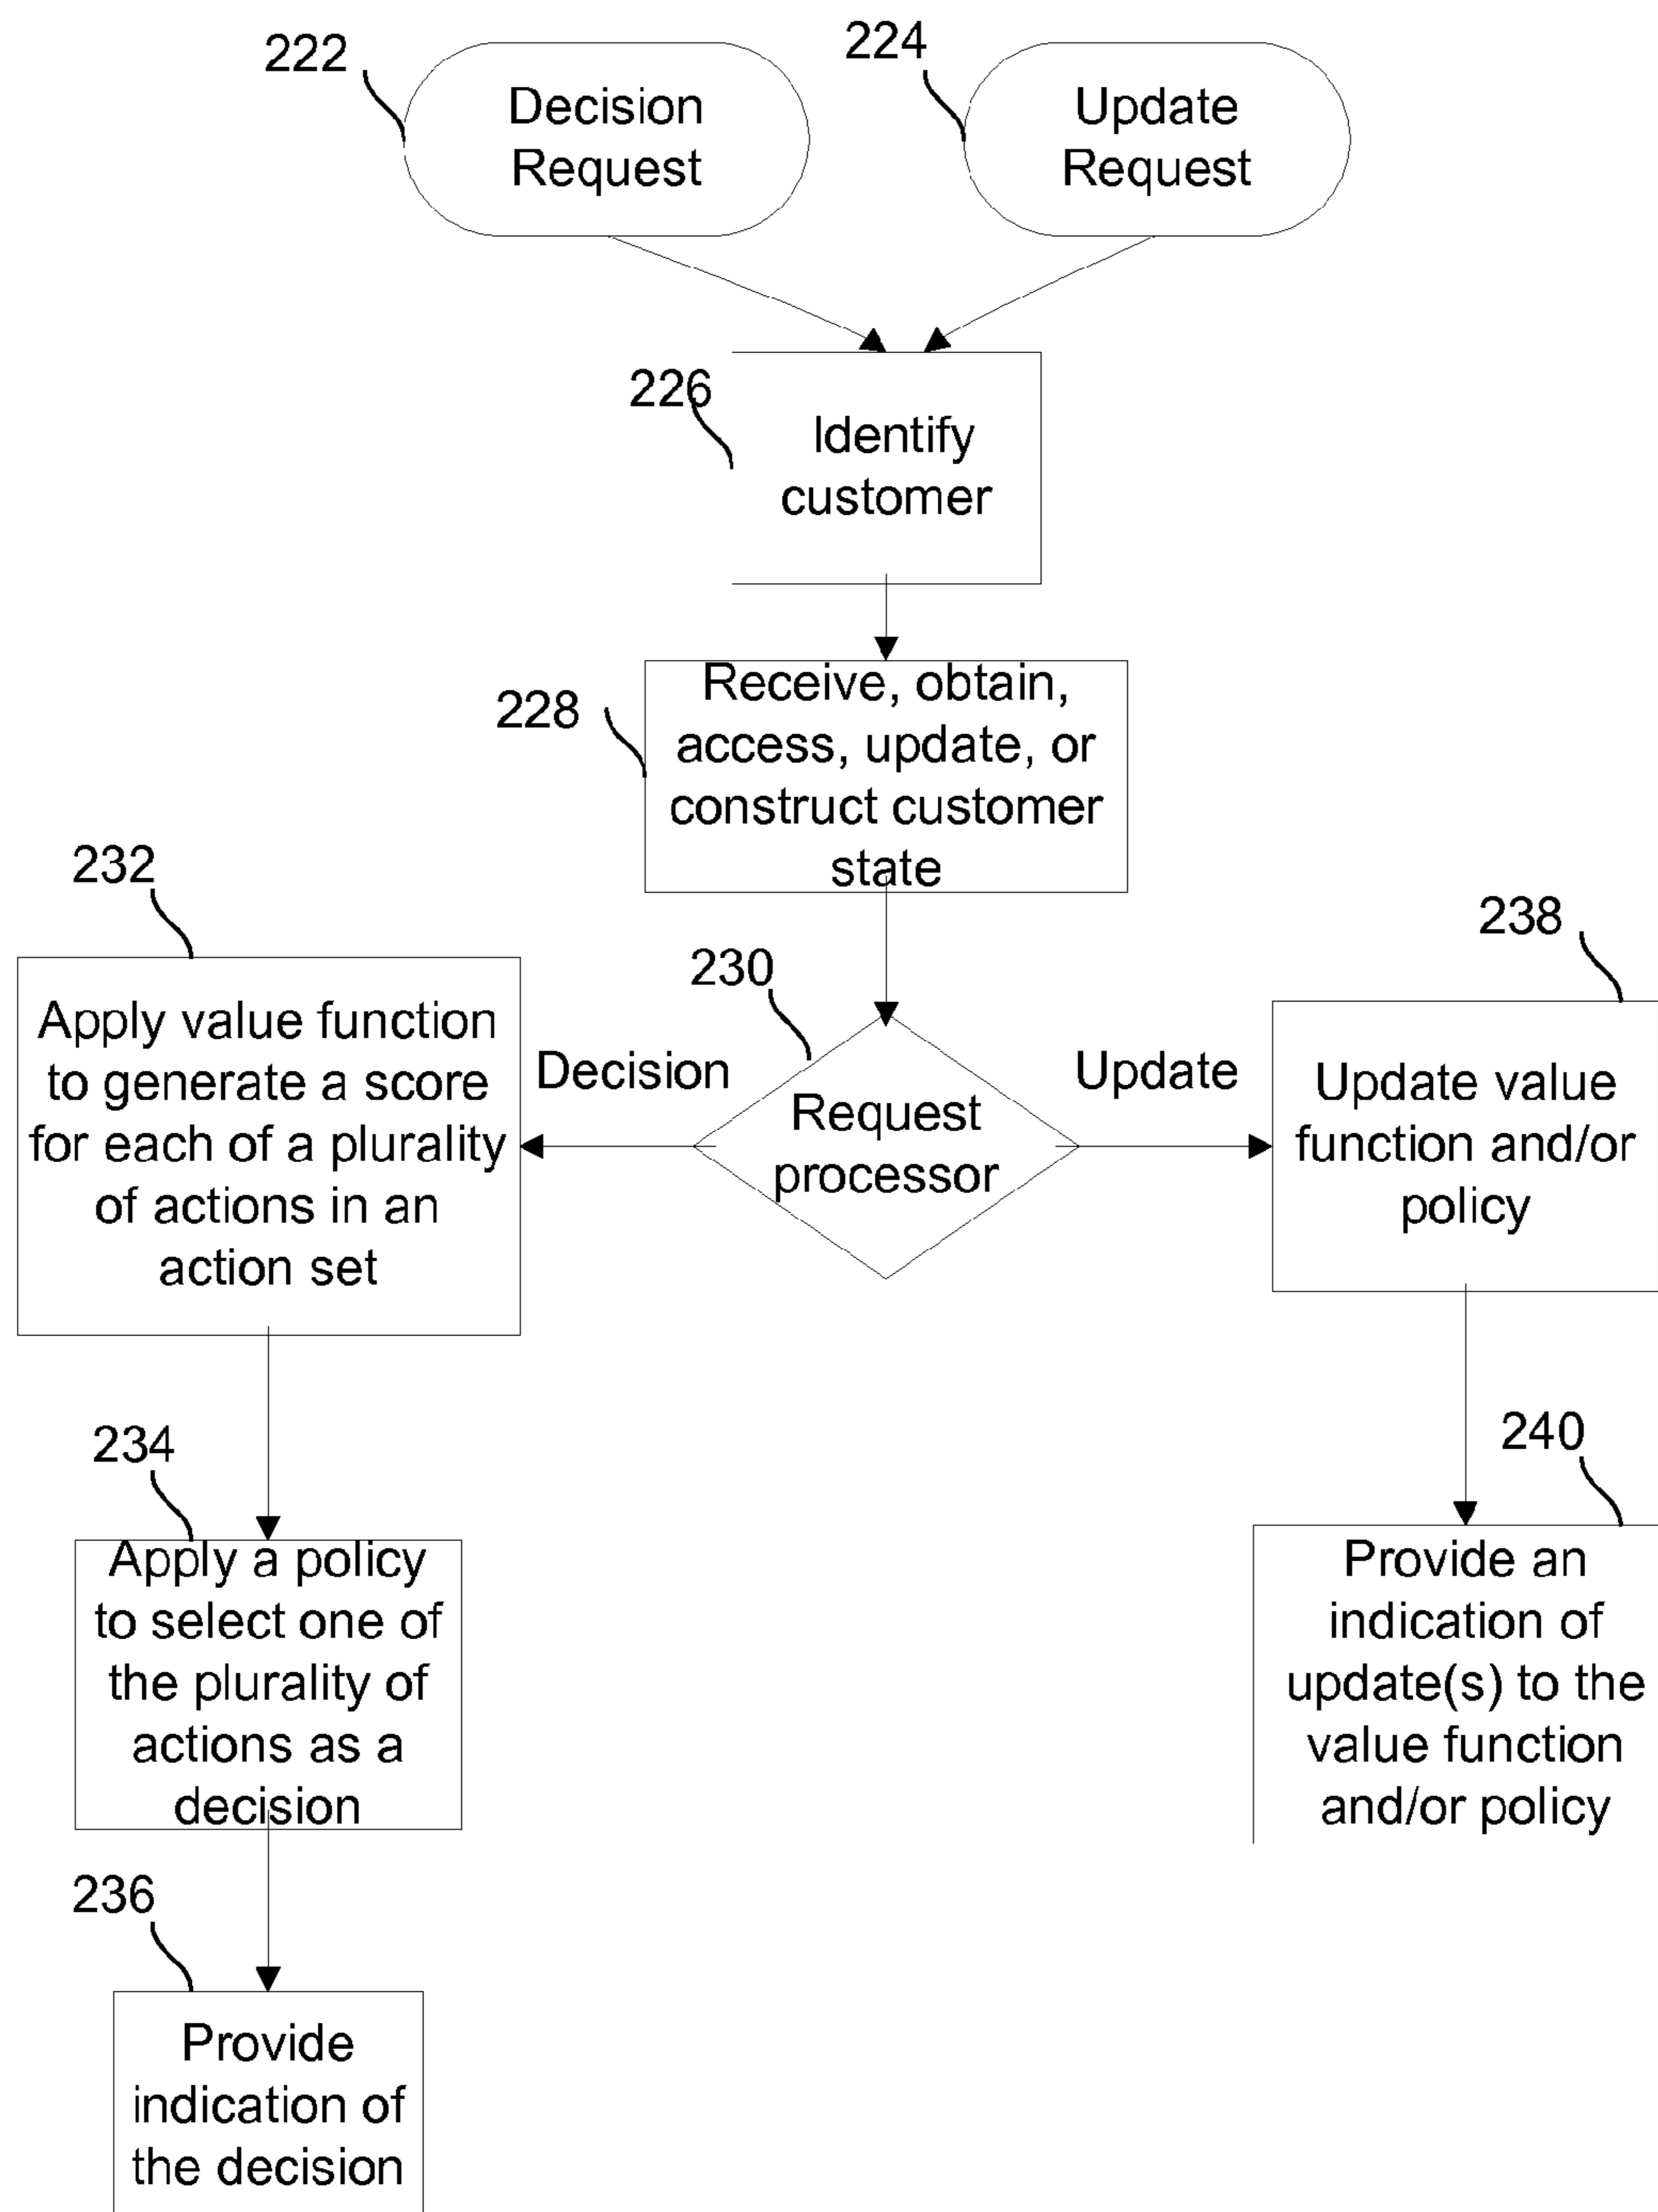 222
Decision
Request
224
Update
Request
226
Identify
customer
228
Receive, obtain,
access, update, or
construct customer
state
230
Request
processor
Decision
Update
232
Apply value function
to generate a score
for each of a plurality
of actions in an
action set
238
Update value
function and/or
policy
234
Apply a policy
to select one of
the plurality of
actions as a
decision
240
Provide an
indication of
update(s) to the
value function
and/or policy
236
Provide
indication of
the decision